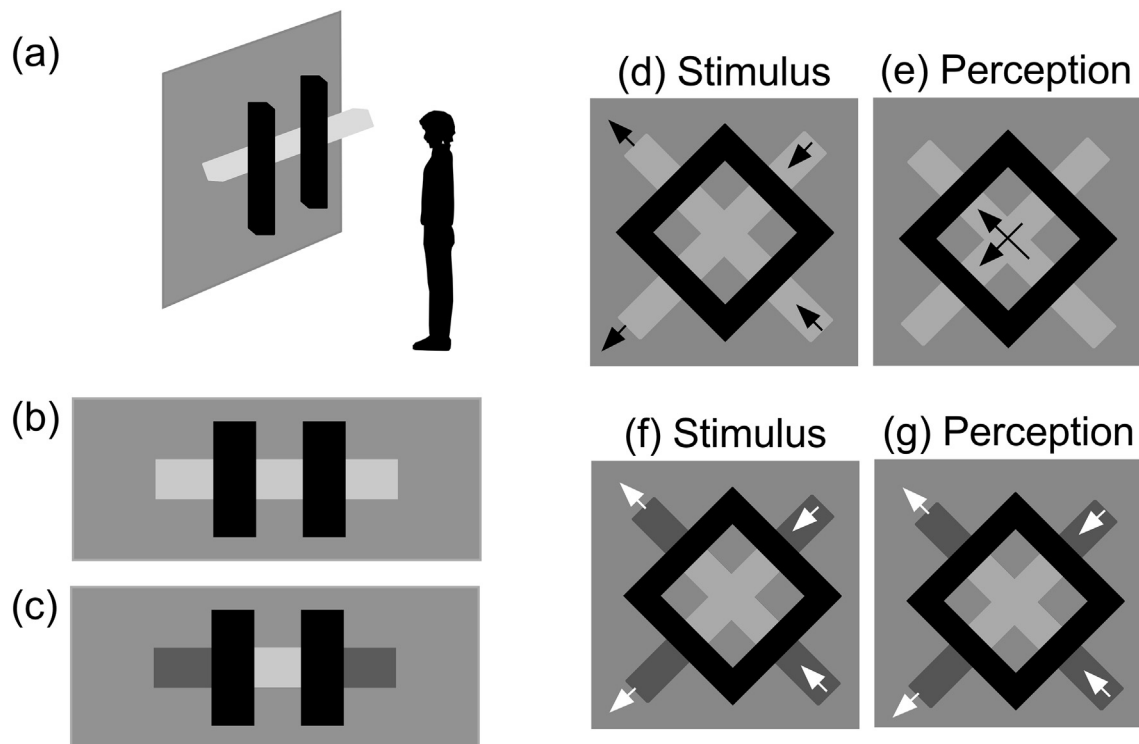 (a)
(b)
(c)
(d) Stimulus
(e) Perception
(f) Stimulus
(g) Perception